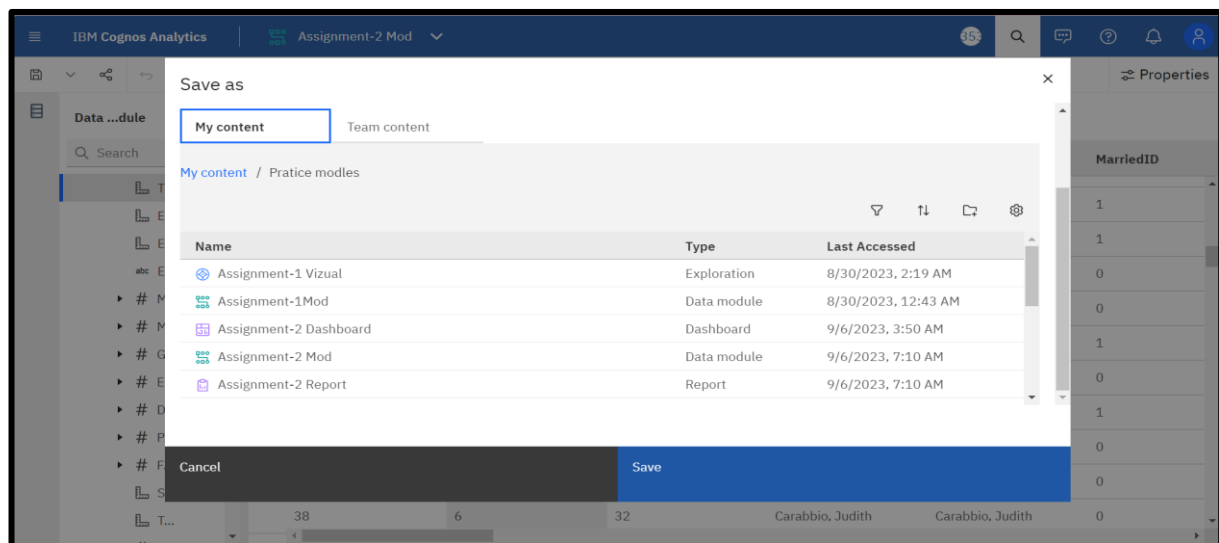 IBM Cognos Analytics Assignment-2 Mod 353
Properties
Save as
Data ...dule
My content Team content
Search
MarriedID
My content / Pratice modles
T
1
E
Name Type Last Accessed
1
E
abc E
Assignment-1 Vizual Exploration 8/30/2023, 2:19 AM
0
# M
Assignment-1Mod Data module 8/30/2023, 12:43 AM
0
# M
Assignment-2 Dashboard Dashboard 9/6/2023, 3:50 AM
1
# G
Assignment-2 Mod Data module 9/6/2023, 7:10 AM
0
# E
Assignment-2 Report Report 9/6/2023, 7:10 AM
# D
1
# P
0
# F
Cancel Save
0
S
T... 38 6 32 Carabbio, Judith Carabbio, Judith 0